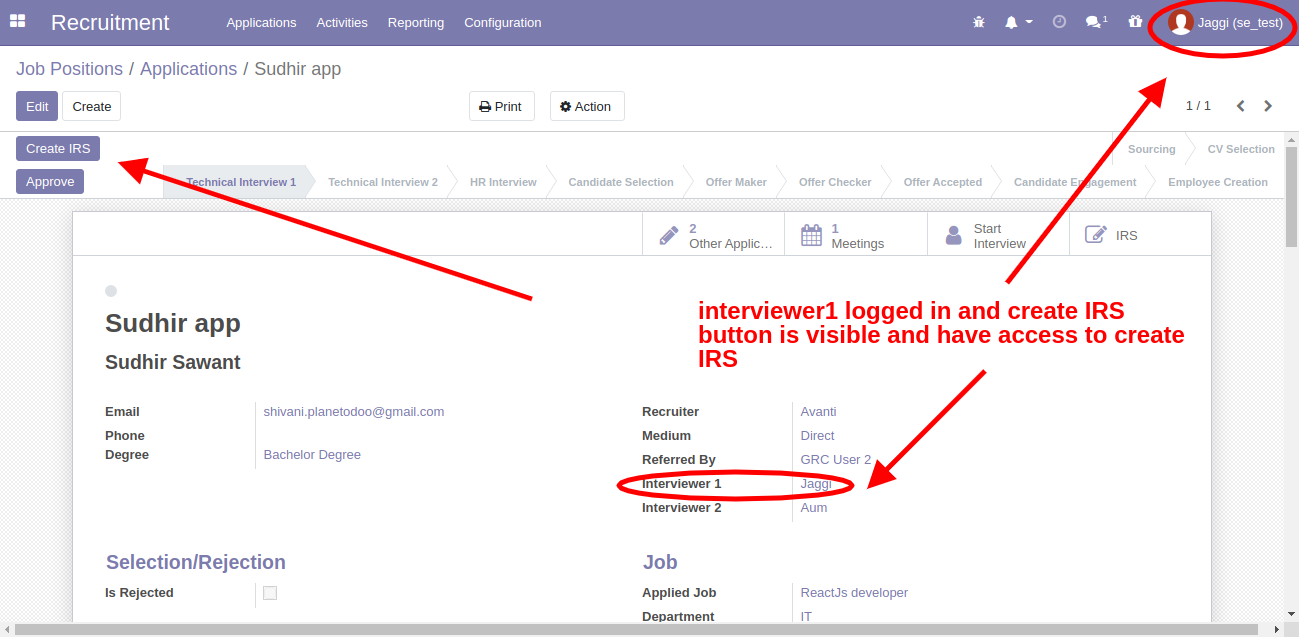 Recruitment Applications Activities Reporting Configuration 1 Jaggi (se_test)
Job Positions / Applications / Sudhir app
Edit Create Print Action 1 / 1
Create IRS Sourcing CV Selection
Approve Technical Interview 1 Technical Interview 2 HR Interview Candidate Selection Offer Maker Offer Checker Offer Accepted Candidate Engagement Employee Creation
2 Other Applic... 1 Meetings Start Interview IRS
Sudhir app
Sudhir Sawant
interviewer1 logged in and create IRS
button is visible and have access to create
IRS
Email shivani.planetodoo@gmail.com Recruiter Avanti
Phone Medium Direct
Degree Bachelor Degree Referred By GRC User 2
Interviewer 1 Jaggi
Interviewer 2 Aum
Selection/Rejection Job
Is Rejected Applied Job ReactJs developer
Department IT